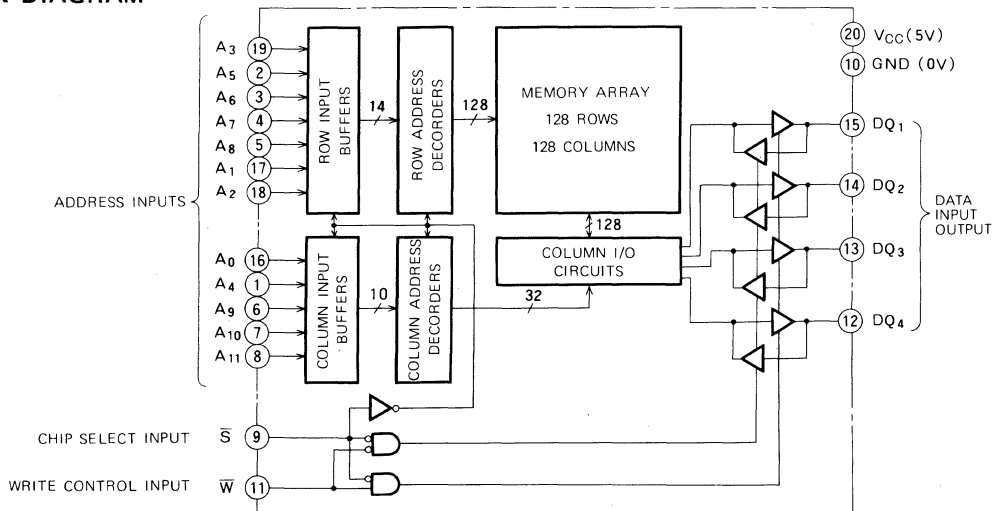 DIAGRAM
ADDRESS INPUTS
A3 19
A5 2
A6 3
A7 4
A8 5
A1 17
A2 18
A0 16
A4 1
A9 6
A10 7
A11 8
ROW INPUT
BUFFERS
14
ROW ADDRESS
DECORDERS
128
MEMORY ARRAY
128 ROWS
128 COLUMNS
128
COLUMN INPUT
BUFFERS
10
COLUMN ADDRESS
DECORDERS
32
COLUMN I/O
CIRCUITS
20 VCC (5V)
10 GND (0V)
15 DQ1
14 DQ2
13 DQ3
12 DQ4
DATA
INPUT
OUTPUT
CHIP SELECT INPUT S̅ 9
WRITE CONTROL INPUT W̅ 11